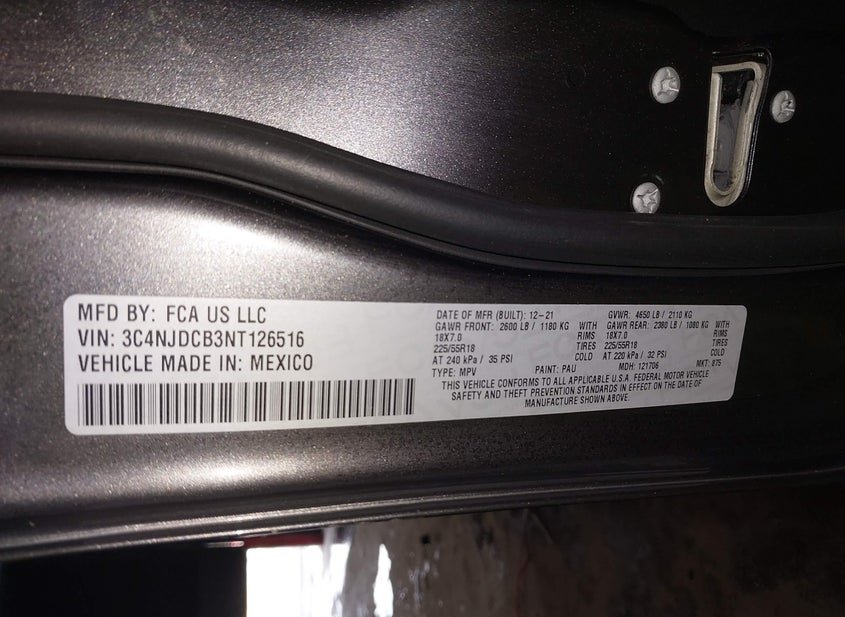 MFD BY: FCA US LLC
VIN: 3C4NJDCB3NT126516
VEHICLE MADE IN: MEXICO
DATE OF MFR (BUILT): 12-21 GVWR: 4650 LB / 2110 KG
GAWR FRONT: 2600 LB / 1180 KG WITH GAWR REAR: 2380 LB / 1080 KG WITH
18X7.0 RIMS 18X7.0 RIMS
225/55R18 TIRES 225/55R18 TIRES
AT 240 kPa / 35 PSI COLD AT 220 kPa / 32 PSI COLD
TYPE: MPV PAINT: PAU MDH: 121706 MKT: 875
THIS VEHICLE CONFORMS TO ALL APPLICABLE U.S.A. FEDERAL MOTOR VEHICLE
SAFETY AND THEFT PREVENTION STANDARDS IN EFFECT ON THE DATE OF
MANUFACTURE SHOWN ABOVE.